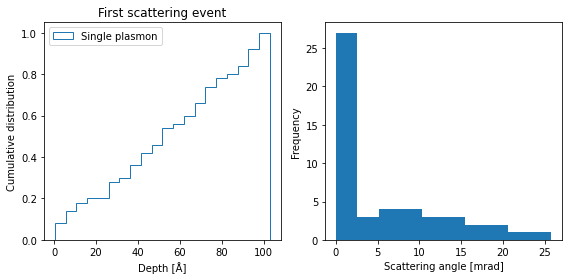 First scattering event
Single plasmon
Cumulative distribution
1.0
0.8
0.6
0.4
0.2
0.0
0 20 40 60 80 100
Depth [Å]
Frequency
25
20
15
10
5
0
0 5 10 15 20 25
Scattering angle [mrad]